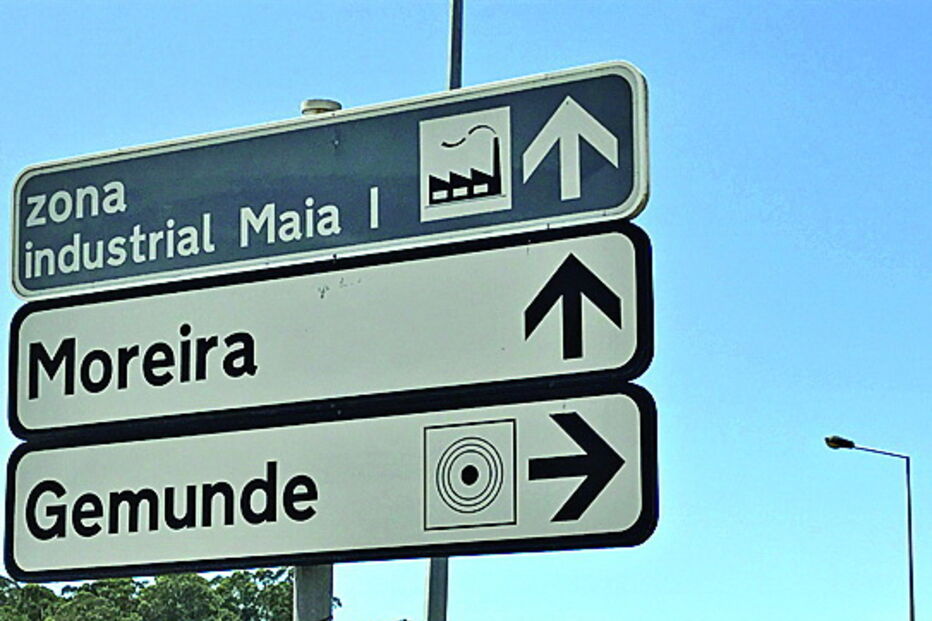 zona
industrial Maia I
Moreira
Gemunde